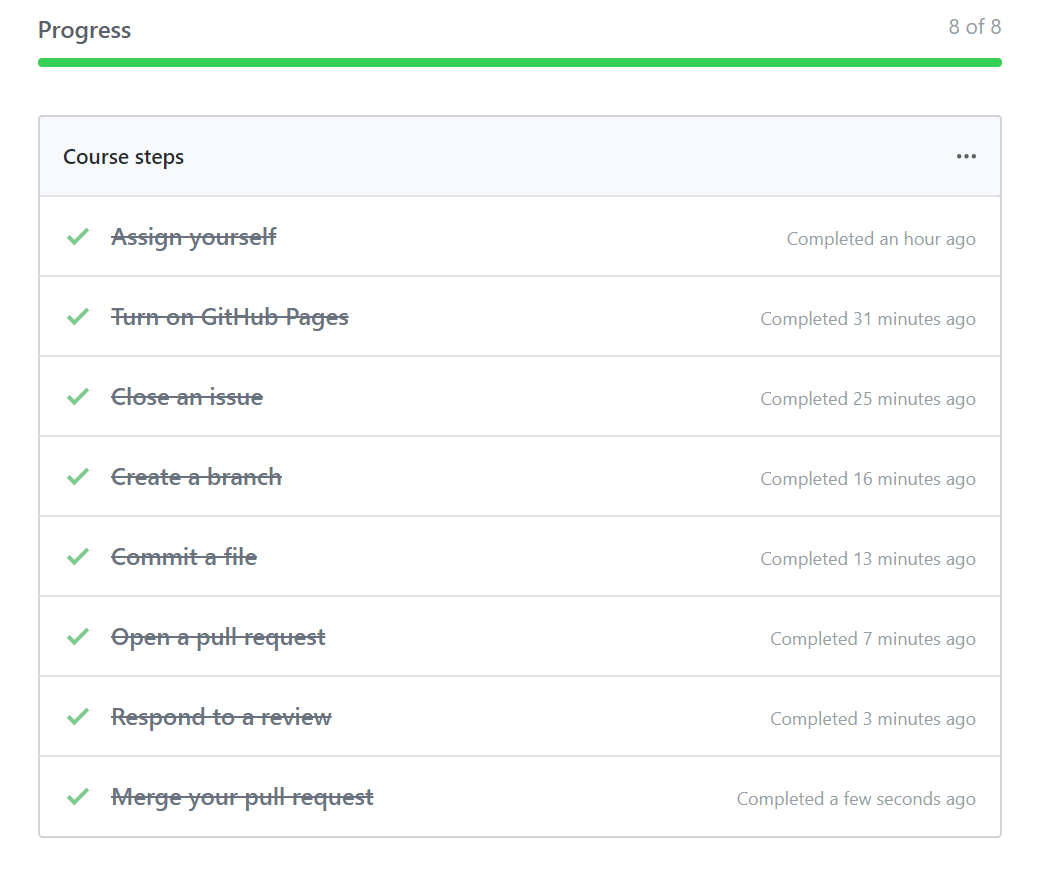 Progress
8 of 8
Course steps
Assign yourself
Completed an hour ago
Turn on GitHub Pages
Completed 31 minutes ago
Close an issue
Completed 25 minutes ago
Create a branch
Completed 16 minutes ago
Commit a file
Completed 13 minutes ago
Open a pull request
Completed 7 minutes ago
Respond to a review
Completed 3 minutes ago
Merge your pull request
Completed a few seconds ago